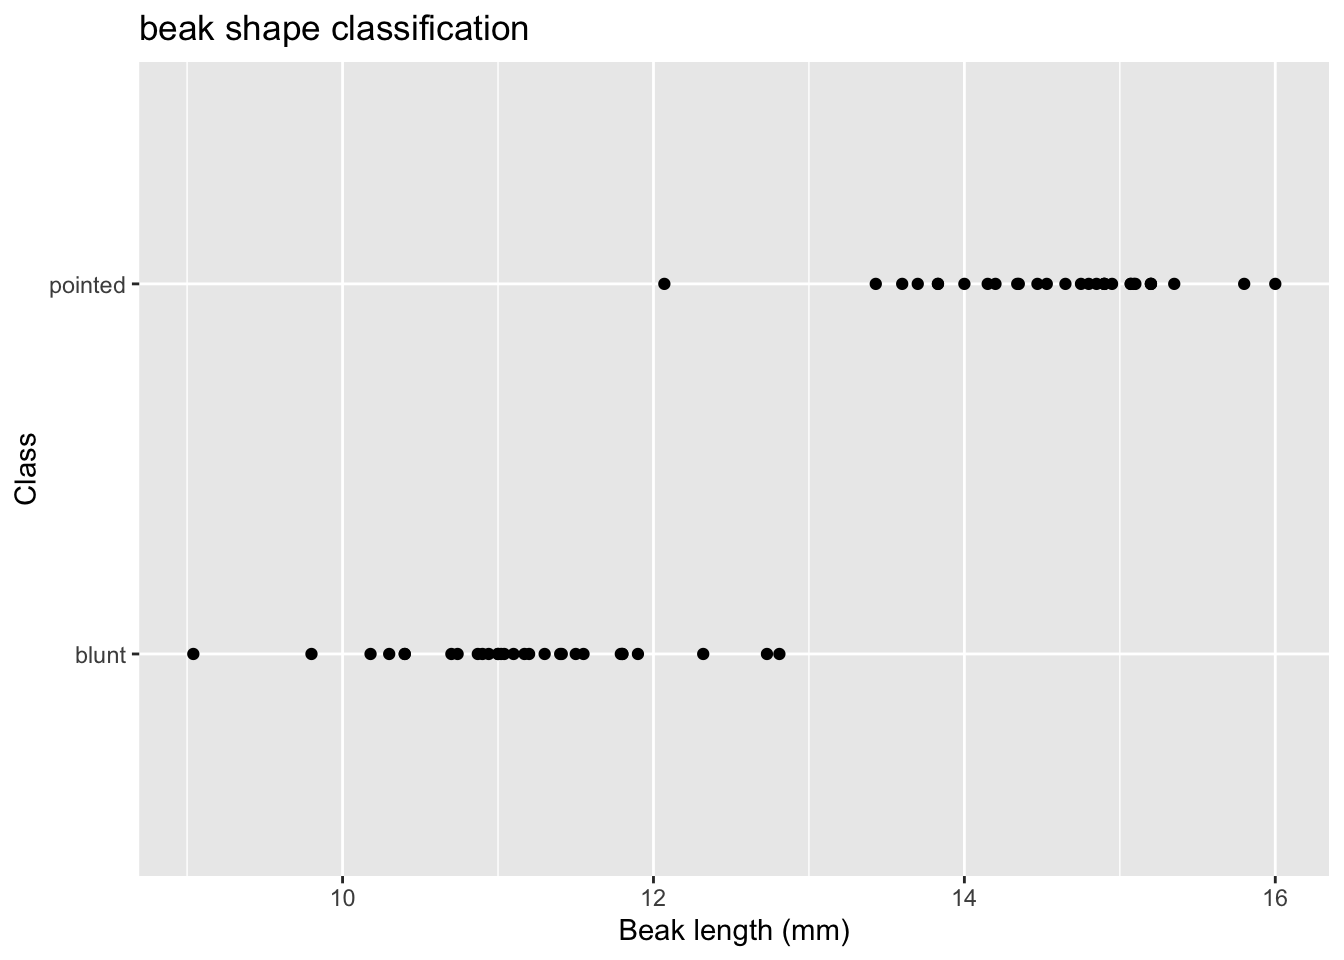 beak shape classification
pointed
Class
blunt
10 12 14 16
Beak length (mm)